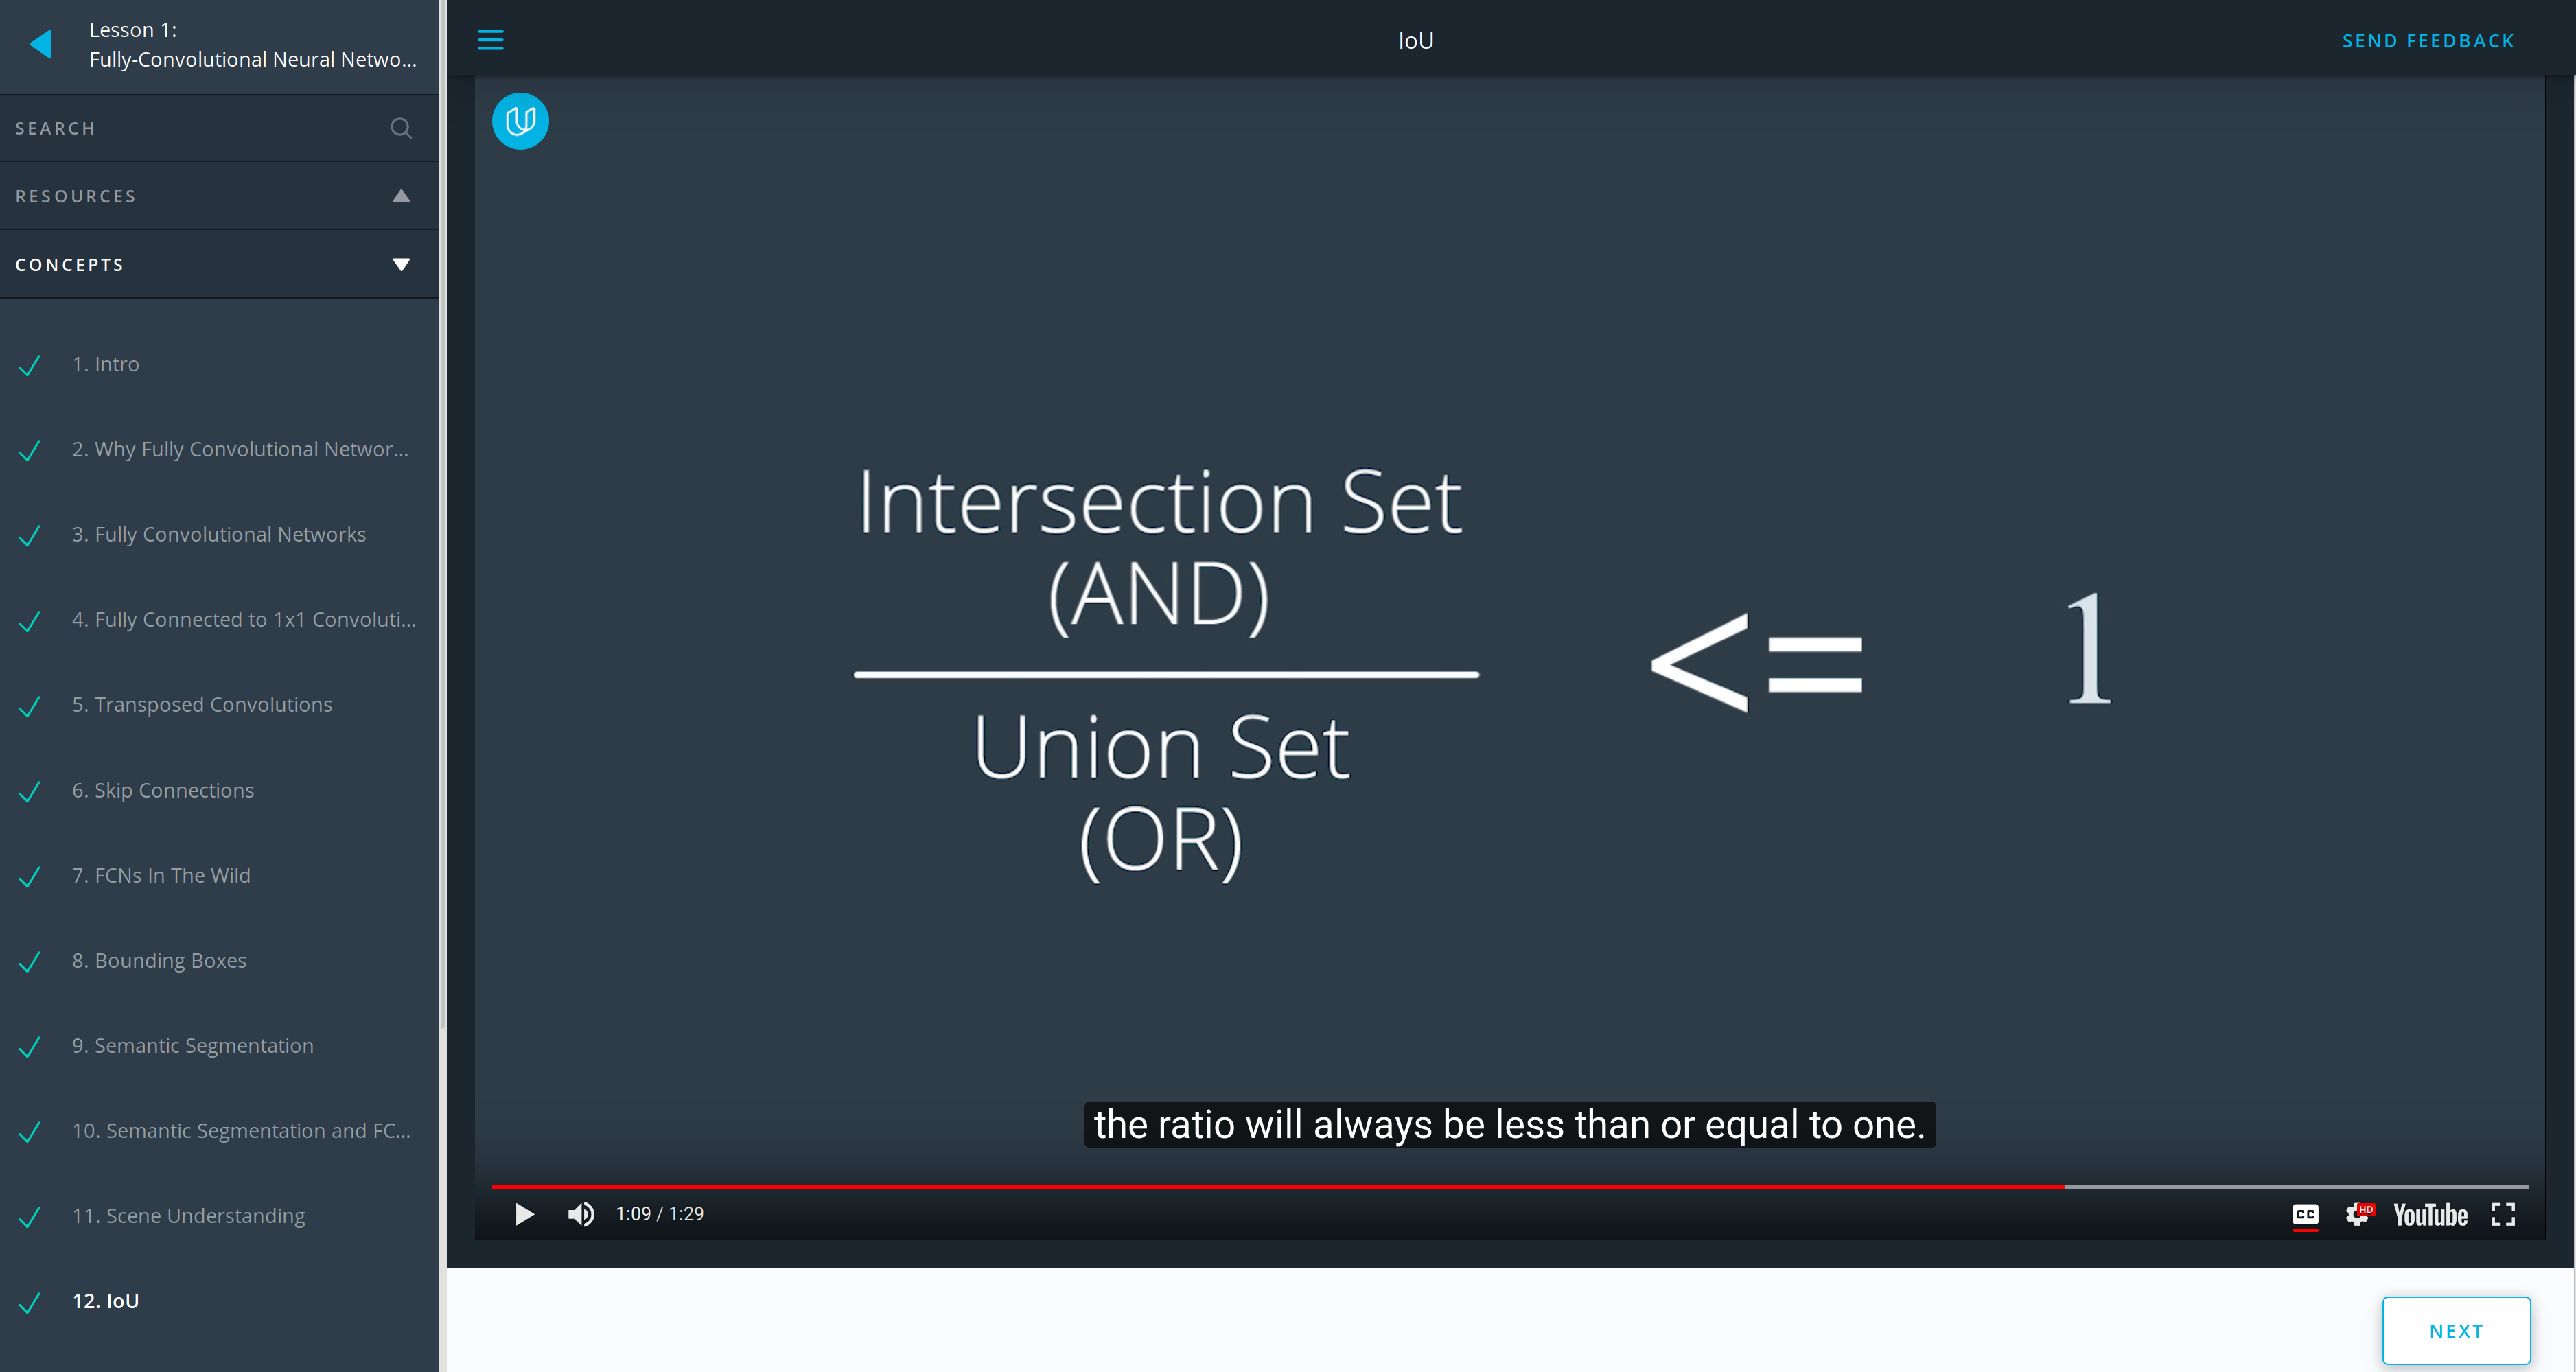 Lesson 1:
Fully-Convolutional Neural Netwo...
SEARCH
RESOURCES
CONCEPTS
1. Intro
2. Why Fully Convolutional Networ...
3. Fully Convolutional Networks
4. Fully Connected to 1x1 Convoluti...
5. Transposed Convolutions
6. Skip Connections
7. FCNs In The Wild
8. Bounding Boxes
9. Semantic Segmentation
10. Semantic Segmentation and FC...
11. Scene Understanding
12. IoU
IoU
SEND FEEDBACK
Intersection Set
(AND)
Union Set
(OR)
<= 1
the ratio will always be less than or equal to one.
1:09 / 1:29
CC
HD
YouTube
NEXT